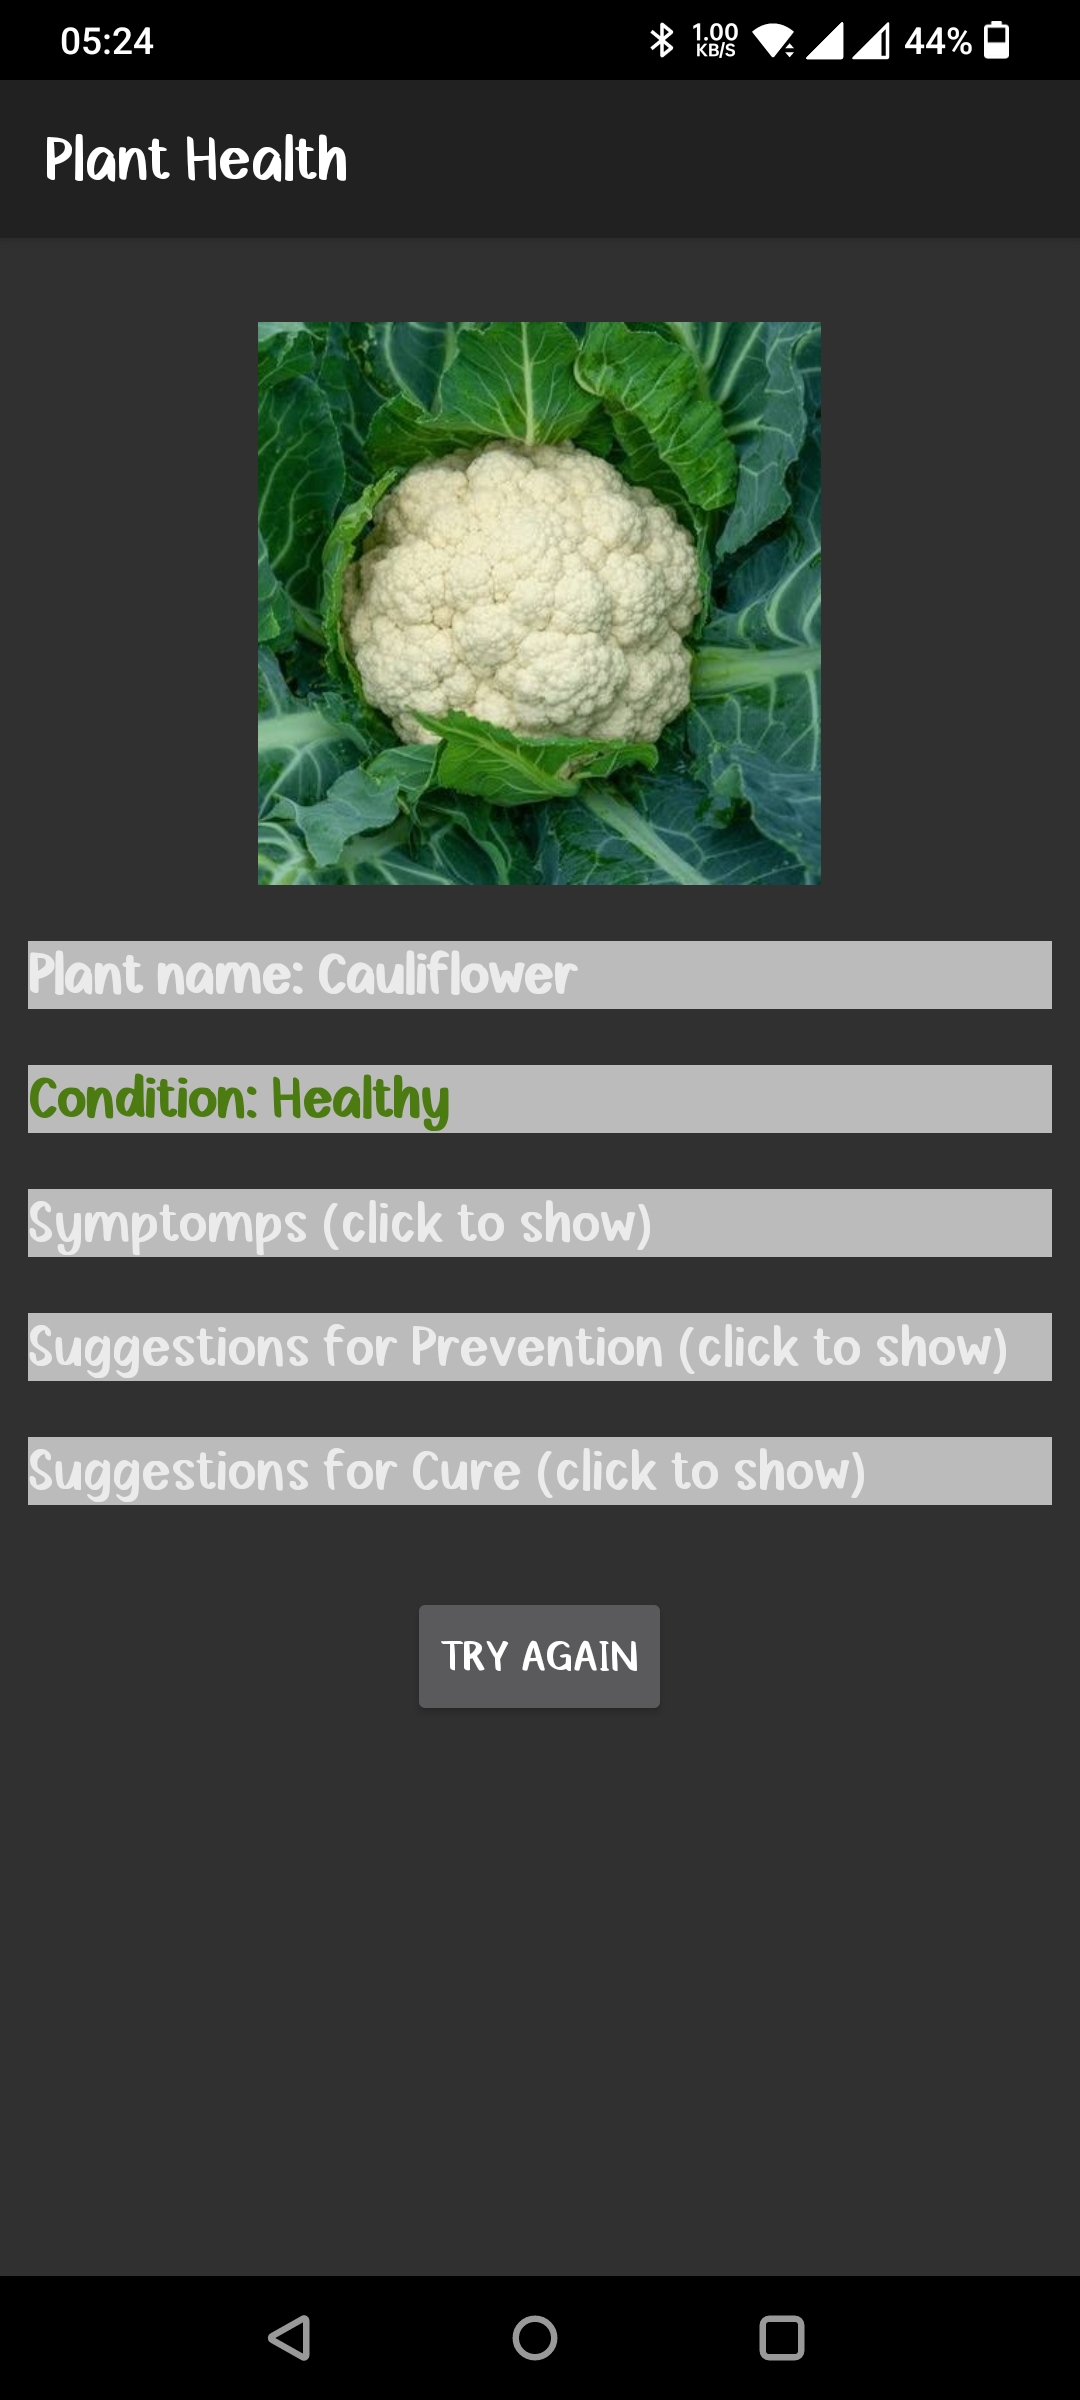 05:24 1.00 KB/S 44%
Plant Health
Plant name: Cauliflower
Condition: Healthy
Symptomps (click to show)
Suggestions for Prevention (click to show)
Suggestions for Cure (click to show)
TRY AGAIN